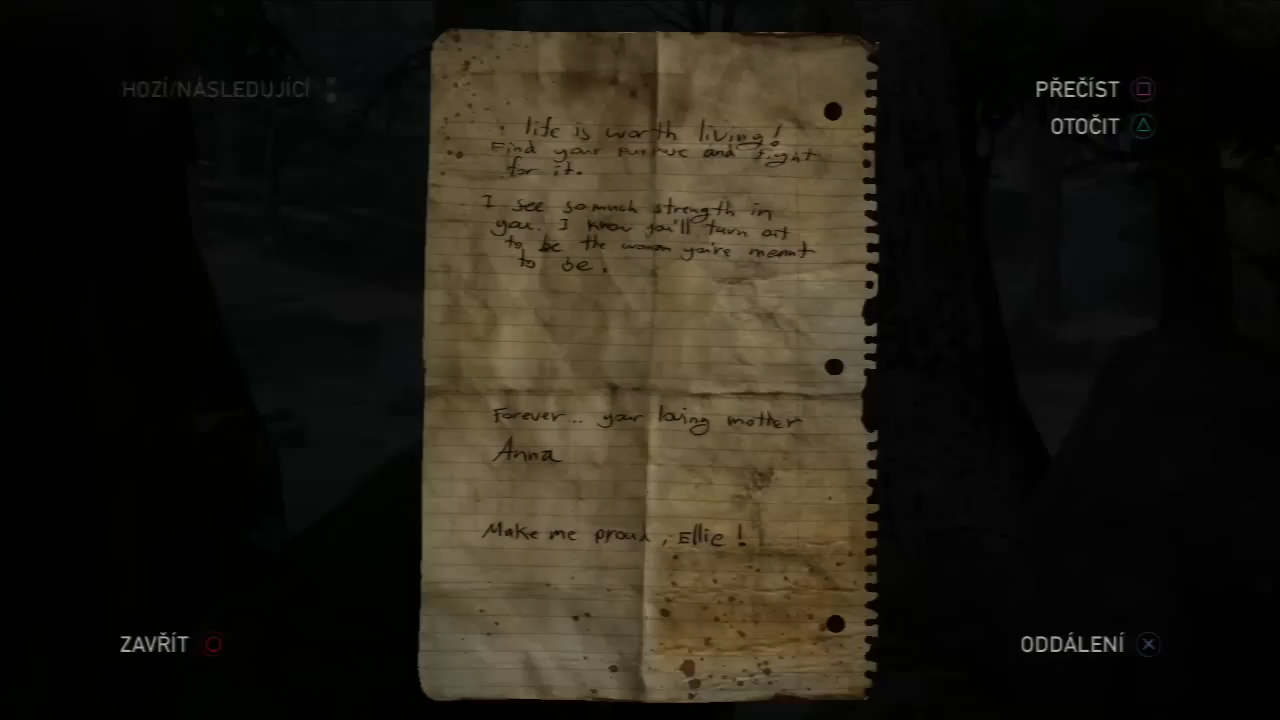 HOZÍ/NÁSLEDUJÍCÍ
PŘEČÍST
OTOČIT
life is worth living!
Find your purpose and fight
for it.
I see so much strength in
you. I know you'll turn out
to be the woman you're meant
to be.
Forever... your loving mother
Anna
Make me proud, Ellie!
ZAVŘÍT
ODDÁLENÍ